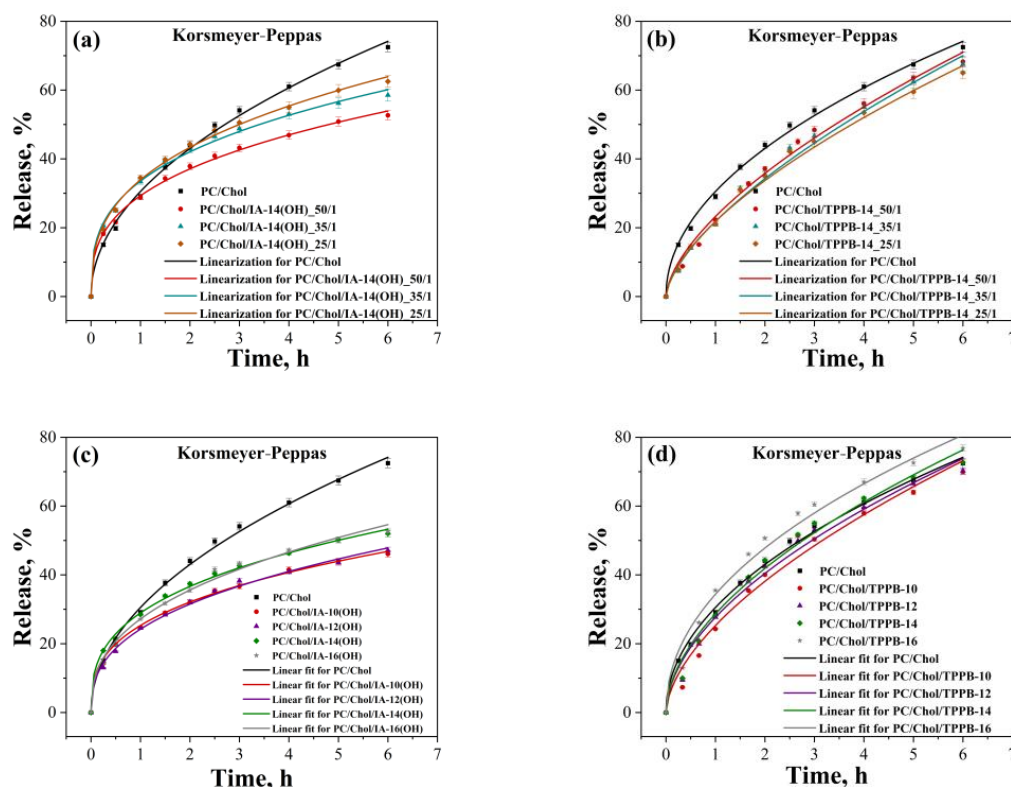 (a)
Korsmeyer-Peppas
Release, %
80
60
40
20
0
PC/Chol
PC/Chol/IA-14(OH)_50/1
PC/Chol/IA-14(OH)_35/1
PC/Chol/IA-14(OH)_25/1
Linearization for PC/Chol
Linearization for PC/Chol/IA-14(OH)_50/1
Linearization for PC/Chol/IA-14(OH)_35/1
Linearization for PC/Chol/IA-14(OH)_25/1
0 1 2 3 4 5 6 7
Time, h
(b)
Korsmeyer-Peppas
Release, %
80
60
40
20
0
PC/Chol
PC/Chol/TPPB-14_50/1
PC/Chol/TPPB-14_35/1
PC/Chol/TPPB-14_25/1
Linearization for PC/Chol
Linearization for PC/Chol/TPPB-14_50/1
Linearization for PC/Chol/TPPB-14_35/1
Linearization for PC/Chol/TPPB-14_25/1
0 1 2 3 4 5 6 7
Time, h
(c)
Korsmeyer-Peppas
Release, %
80
60
40
20
0
PC/Chol
PC/Chol/IA-10(OH)
PC/Chol/IA-12(OH)
PC/Chol/IA-14(OH)
PC/Chol/IA-16(OH)
Linear fit for PC/Chol
Linear fit for PC/Chol/IA-10(OH)
Linear fit for PC/Chol/IA-12(OH)
Linear fit for PC/Chol/IA-14(OH)
Linear fit for PC/Chol/IA-16(OH)
0 1 2 3 4 5 6 7
Time, h
(d)
Korsmeyer-Peppas
Release, %
80
60
40
20
0
PC/Chol
PC/Chol/TPPB-10
PC/Chol/TPPB-12
PC/Chol/TPPB-14
PC/Chol/TPPB-16
Linear fit for PC/Chol
Linear fit for PC/Chol/TPPB-10
Linear fit for PC/Chol/TPPB-12
Linear fit for PC/Chol/TPPB-14
Linear fit for PC/Chol/TPPB-16
0 1 2 3 4 5 6 7
Time, h